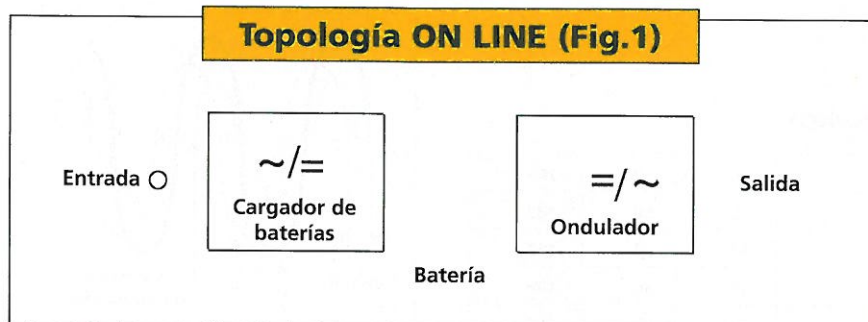 Topología ON LINE (Fig.1)
Entrada
~/=
Cargador de
baterías
=/~
Ondulador
Salida
Batería